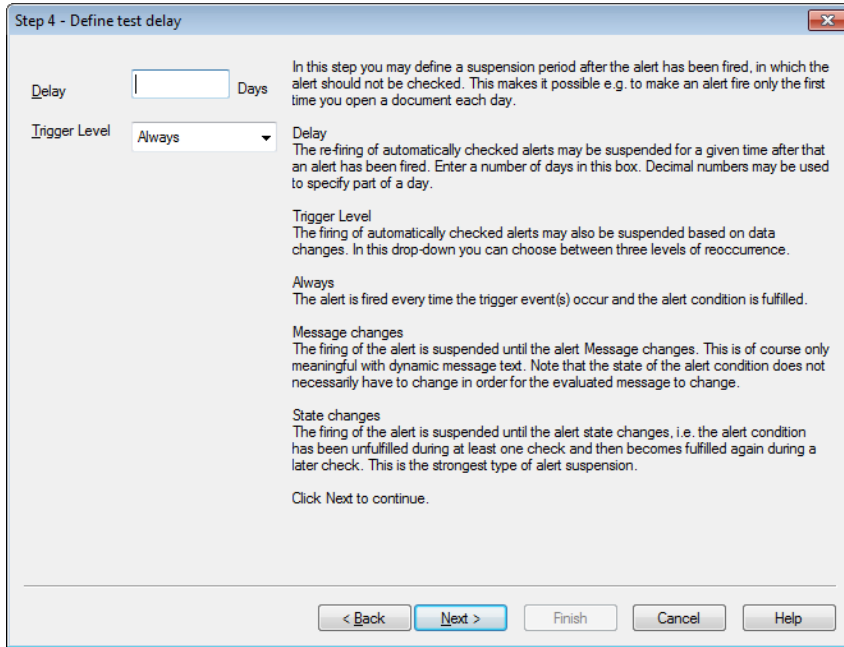 Step 4 - Define test delay
Delay
Days
Trigger Level
Always
In this step you may define a suspension period after the alert has been fired, in which the
alert should not be checked. This makes it possible e.g. to make an alert fire only the first
time you open a document each day.
Delay
The re-firing of automatically checked alerts may be suspended for a given time after that
an alert has been fired. Enter a number of days in this box. Decimal numbers may be used
to specify part of a day.
Trigger Level
The firing of automatically checked alerts may also be suspended based on data
changes. In this drop-down you can choose between three levels of reoccurrence.
Always
The alert is fired every time the trigger event(s) occur and the alert condition is fulfilled.
Message changes
The firing of the alert is suspended until the alert Message changes. This is of course only
meaningful with dynamic message text. Note that the state of the alert condition does not
necessarily have to change in order for the evaluated message to change.
State changes
The firing of the alert is suspended until the alert state changes, i.e. the alert condition
has been unfulfilled during at least one check and then becomes fulfilled again during a
later check. This is the strongest type of alert suspension.
Click Next to continue.
< Back
Next >
Finish
Cancel
Help